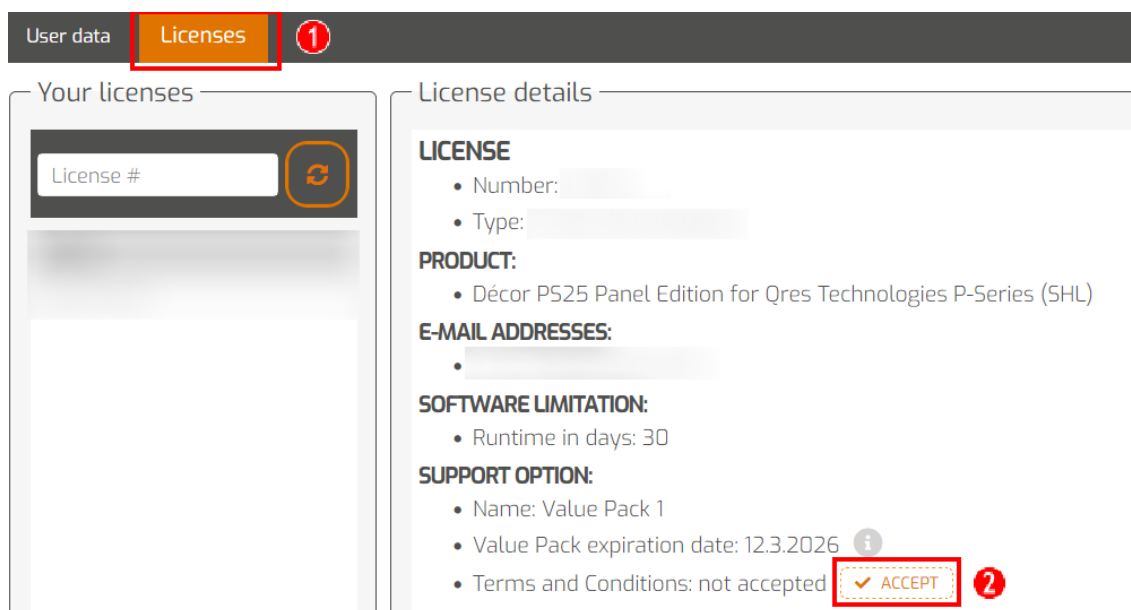 User data Licenses 1
Your licenses
License #
License details
LICENSE
• Number:
• Type:
PRODUCT:
• Décor PS25 Panel Edition for Qres Technologies P-Series (SHL)
E-MAIL ADDRESSES:
•
SOFTWARE LIMITATION:
• Runtime in days: 30
SUPPORT OPTION:
• Name: Value Pack 1
• Value Pack expiration date: 12.3.2026 i
• Terms and Conditions: not accepted ✔ ACCEPT 2